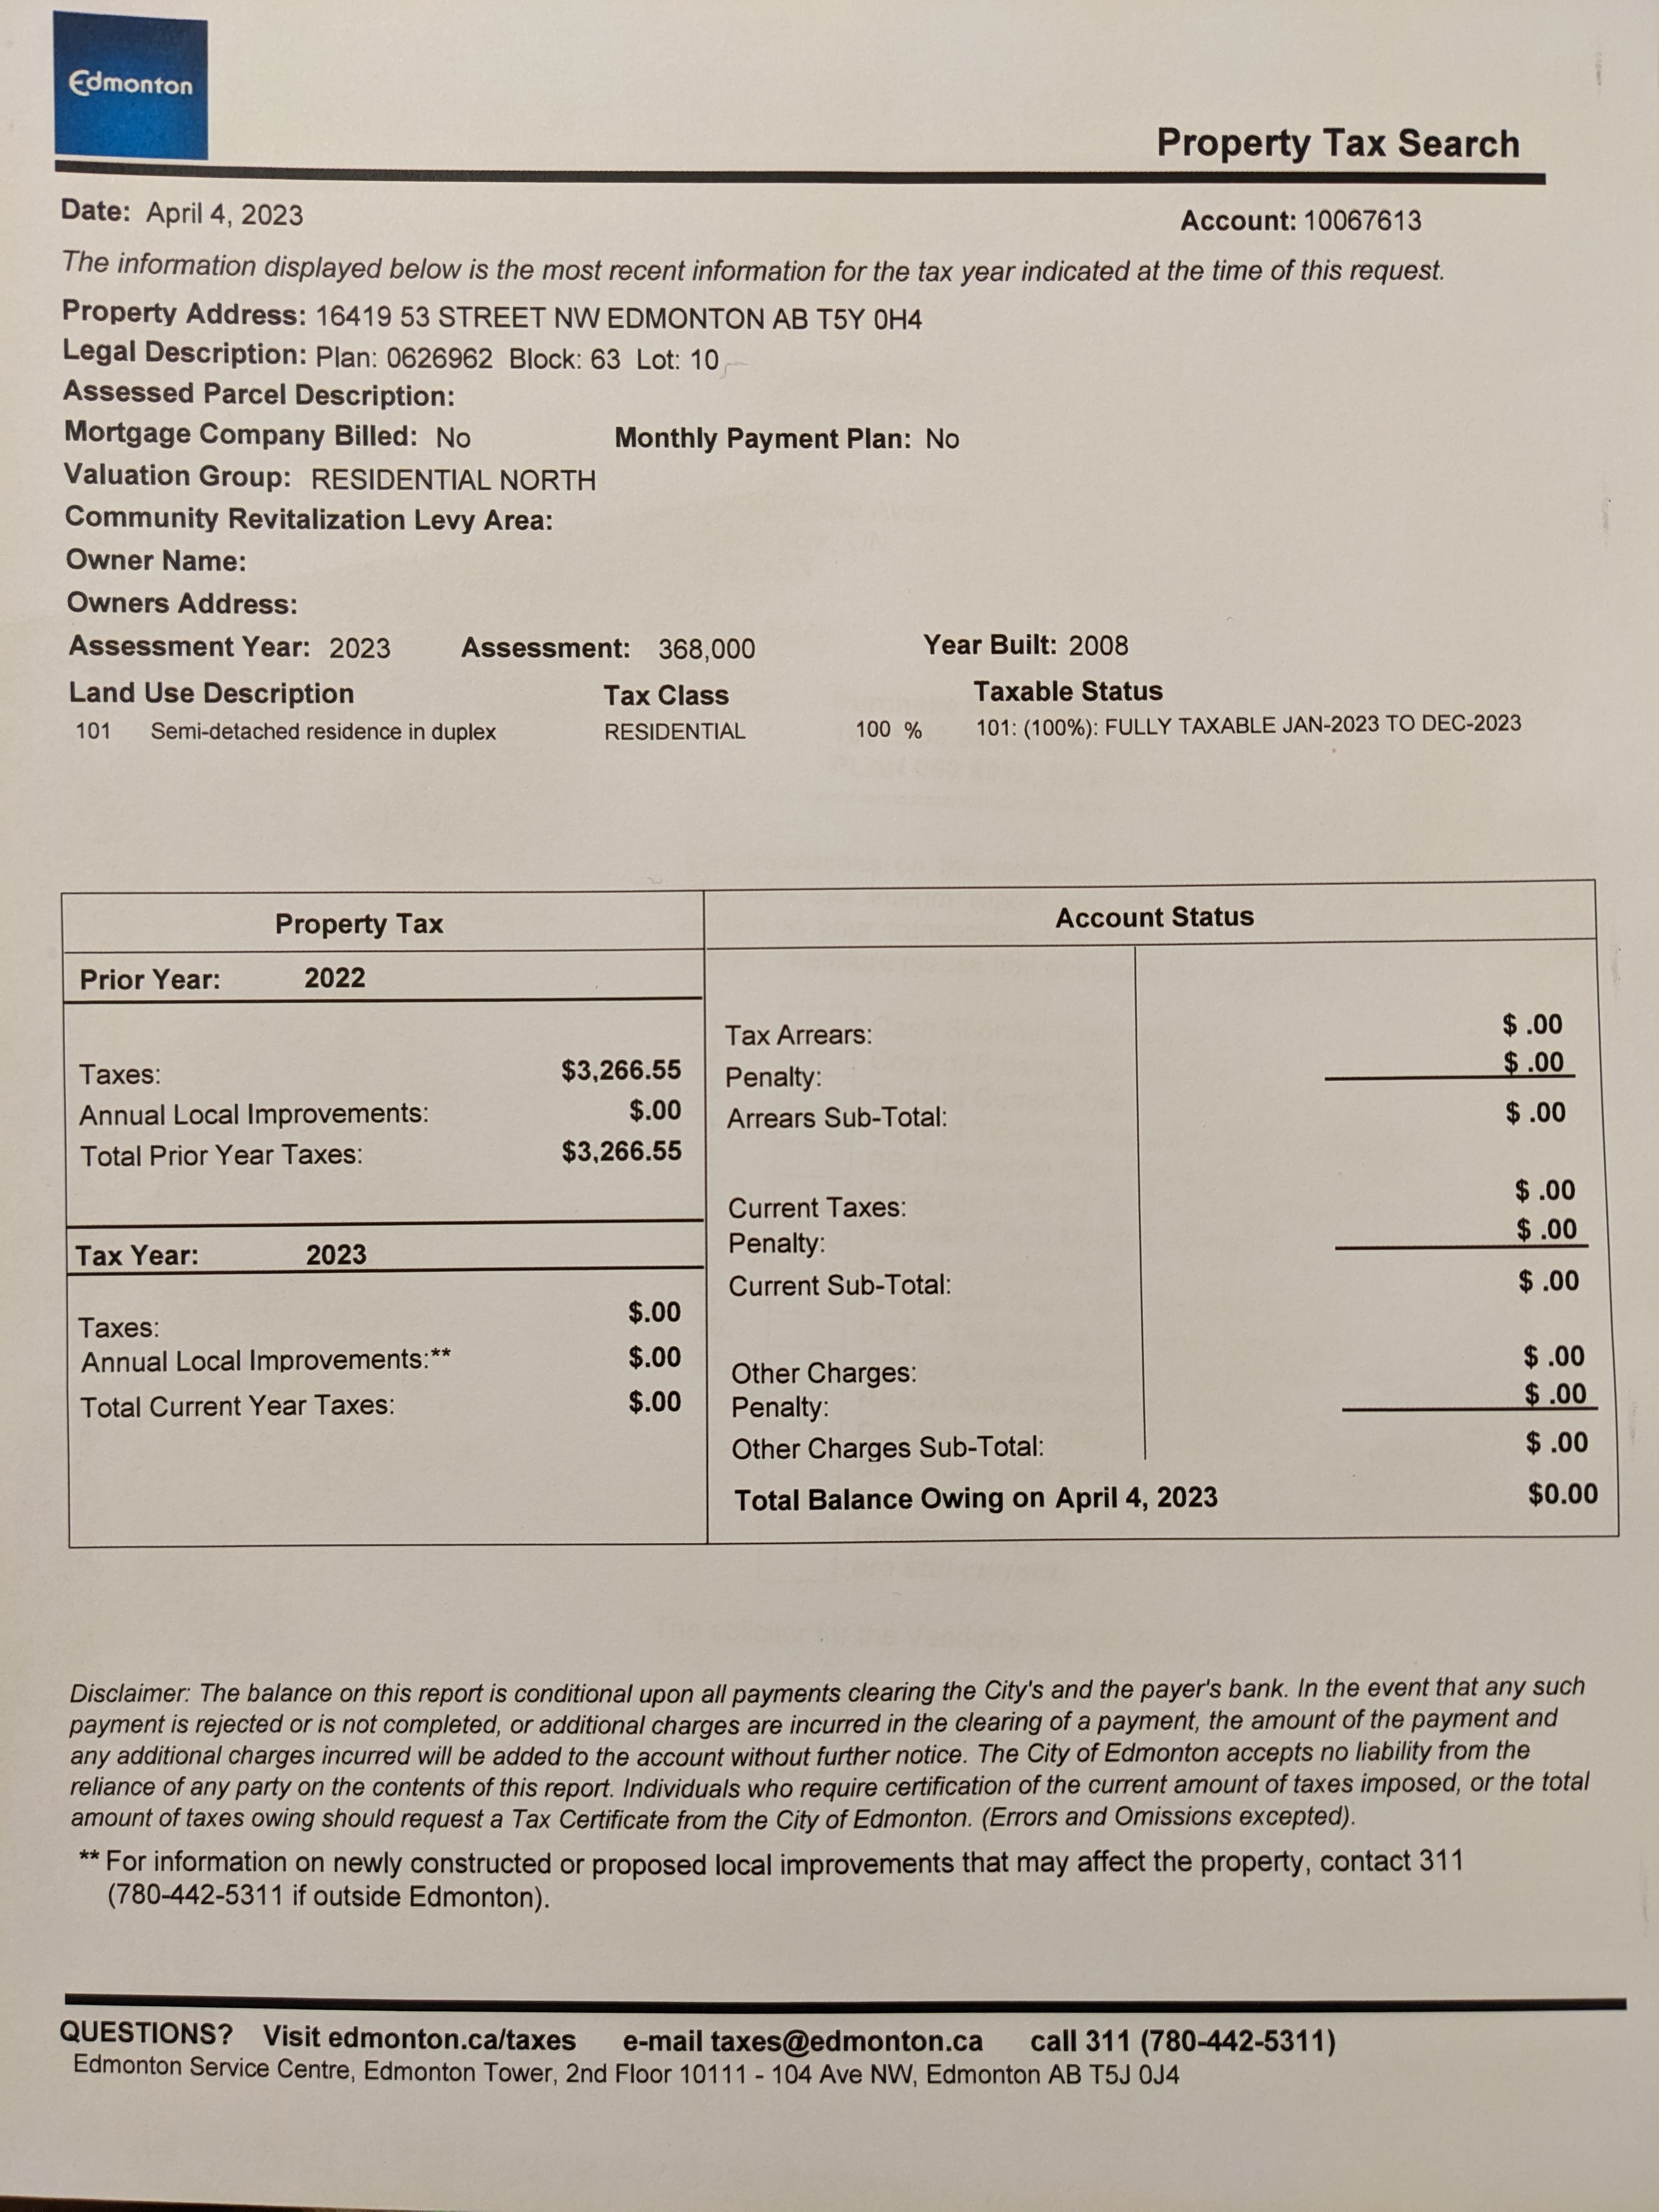 Edmonton
Property Tax Search
Date: April 4, 2023 Account: 10067613
The information displayed below is the most recent information for the tax year indicated at the time of this request.
Property Address: 16419 53 STREET NW EDMONTON AB T5Y 0H4
Legal Description: Plan: 0626962 Block: 63 Lot: 10
Assessed Parcel Description:
Mortgage Company Billed: No Monthly Payment Plan: No
Valuation Group: RESIDENTIAL NORTH
Community Revitalization Levy Area:
Owner Name:
Owners Address:
Assessment Year: 2023 Assessment: 368,000 Year Built: 2008
Land Use Description Tax Class Taxable Status
101 Semi-detached residence in duplex RESIDENTIAL 100 % 101: (100%): FULLY TAXABLE JAN-2023 TO DEC-2023
Property Tax
Prior Year: 2022
Taxes: $3,266.55
Annual Local Improvements: $.00
Total Prior Year Taxes: $3,266.55
Tax Year: 2023
Taxes: $.00
Annual Local Improvements:** $.00
Total Current Year Taxes: $.00
Account Status
Tax Arrears: $ .00
Penalty: $ .00
Arrears Sub-Total: $ .00
Current Taxes: $ .00
Penalty: $ .00
Current Sub-Total: $ .00
Other Charges: $ .00
Penalty: $ .00
Other Charges Sub-Total: $ .00
Total Balance Owing on April 4, 2023 $0.00
Disclaimer: The balance on this report is conditional upon all payments clearing the City's and the payer's bank. In the event that any such
payment is rejected or is not completed, or additional charges are incurred in the clearing of a payment, the amount of the payment and
any additional charges incurred will be added to the account without further notice. The City of Edmonton accepts no liability from the
reliance of any party on the contents of this report. Individuals who require certification of the current amount of taxes imposed, or the total
amount of taxes owing should request a Tax Certificate from the City of Edmonton. (Errors and Omissions excepted).
** For information on newly constructed or proposed local improvements that may affect the property, contact 311
(780-442-5311 if outside Edmonton).
QUESTIONS? Visit edmonton.ca/taxes e-mail taxes@edmonton.ca call 311 (780-442-5311)
Edmonton Service Centre, Edmonton Tower, 2nd Floor 10111 - 104 Ave NW, Edmonton AB T5J 0J4